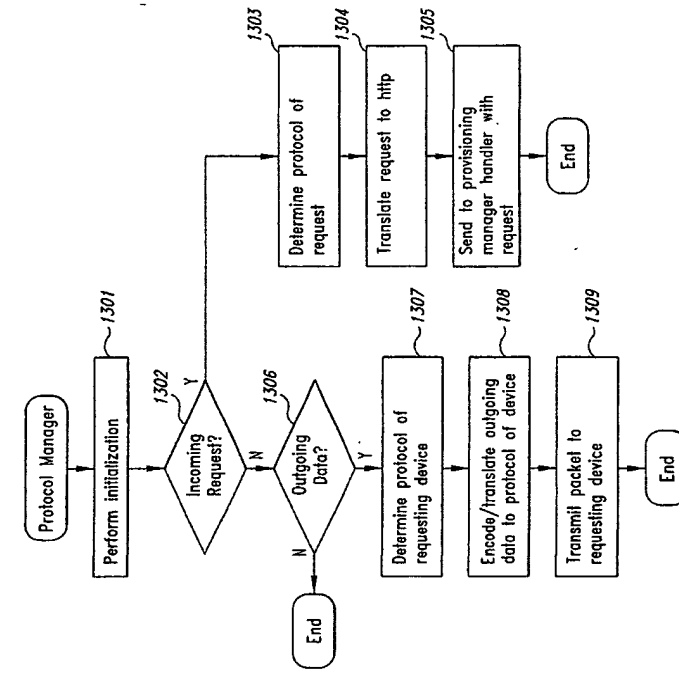 Protocol Manager
1301
Perform initialization
1302
Incoming
Request?
Y
N
1303
Determine protocol of
request
1304
Translate request to http
1305
Send to provisioning
manager handler with
request
End
1306
Outgoing
Data?
N
Y
End
1307
Determine protocol of
requesting device
1308
Encode/translate outgoing
data to protocol of device
1309
Transmit packet to
requesting device
End